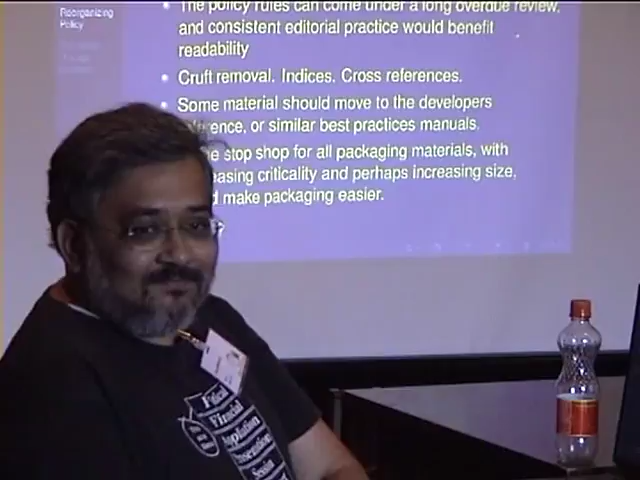 Reorganizing
Policy
The policy rules can come under a long overdue review,
and consistent editorial practice would benefit
readability
Cruft removal. Indices. Cross references.
Some material should move to the developers
or similar best practices manuals.
stop shop for all packaging materials, with
criticality and perhaps increasing size,
make packaging easier.